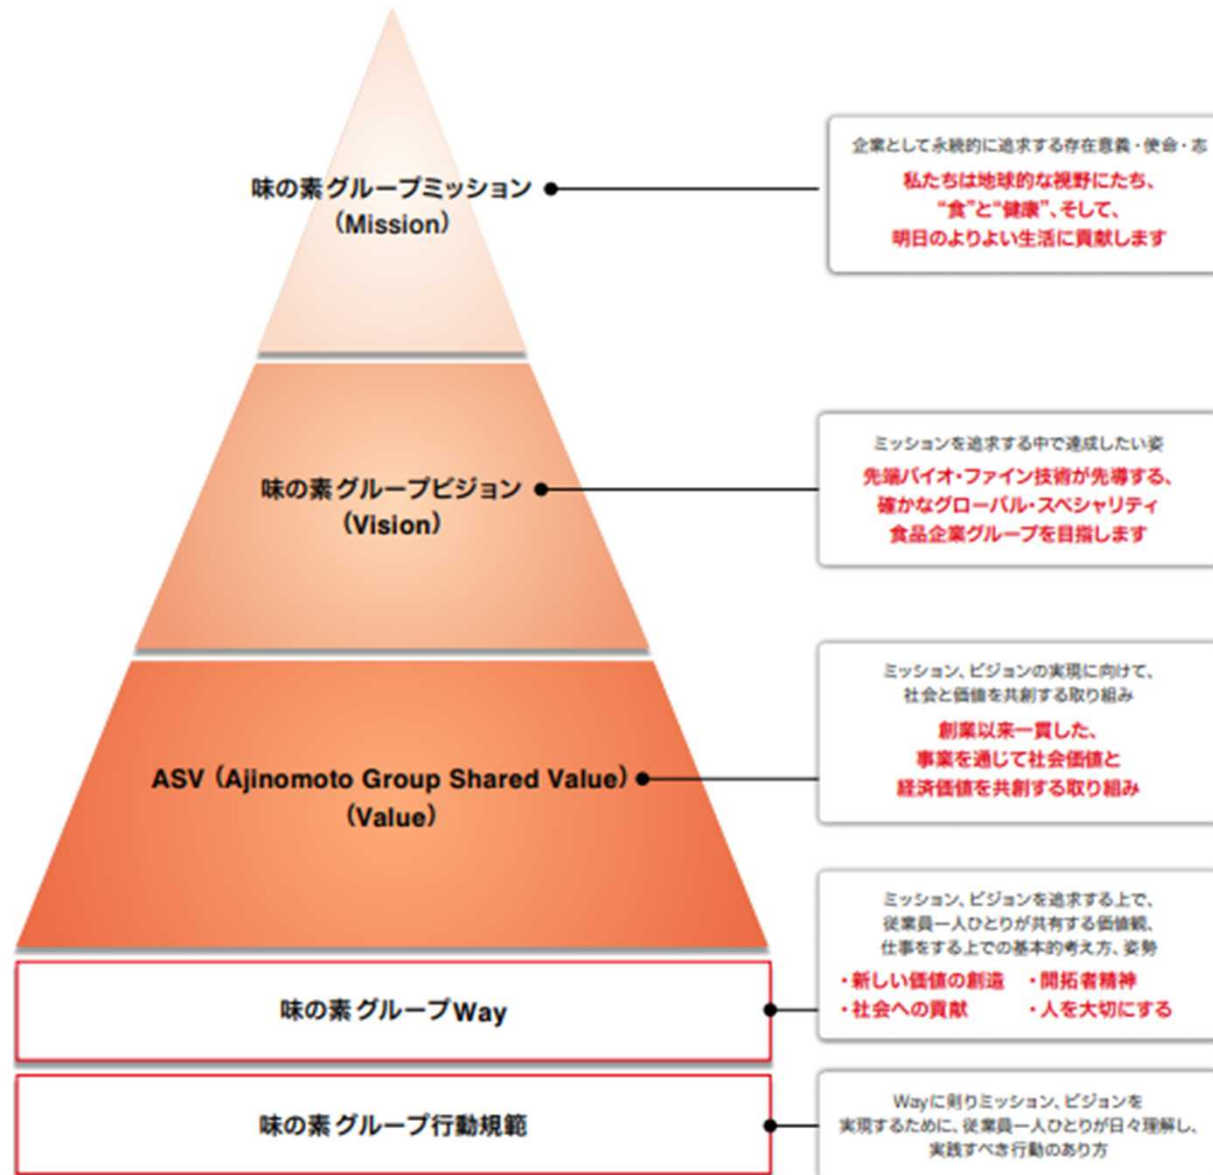 味の素グループミッション
(Mission)
企業として永続的に追求する存在意義・使命・志
私たちは地球的な視野にたち、
“食”と“健康”、そして、
明日のよりよい生活に貢献します
味の素グループビジョン
(Vision)
ミッションを追求する中で達成したい姿
先端バイオ・ファイン技術が先導する、
確かなグローバル・スペシャリティ
食品企業グループを目指します
ASV (Ajinomoto Group Shared Value)
(Value)
ミッション、ビジョンの実現に向けて、
社会と価値を共創する取り組み
創業以来一貫した、
事業を通じて社会価値と
経済価値を共創する取り組み
味の素グループWay
ミッション、ビジョンを追求する上で、
従業員一人ひとりが共有する価値観、
仕事をする上での基本的考え方、姿勢
・新しい価値の創造 ・開拓者精神
・社会への貢献 ・人を大切にする
味の素グループ行動規範
Wayに則りミッション、ビジョンを
実現するために、従業員一人ひとりが日々理解し、
実践すべき行動のあり方